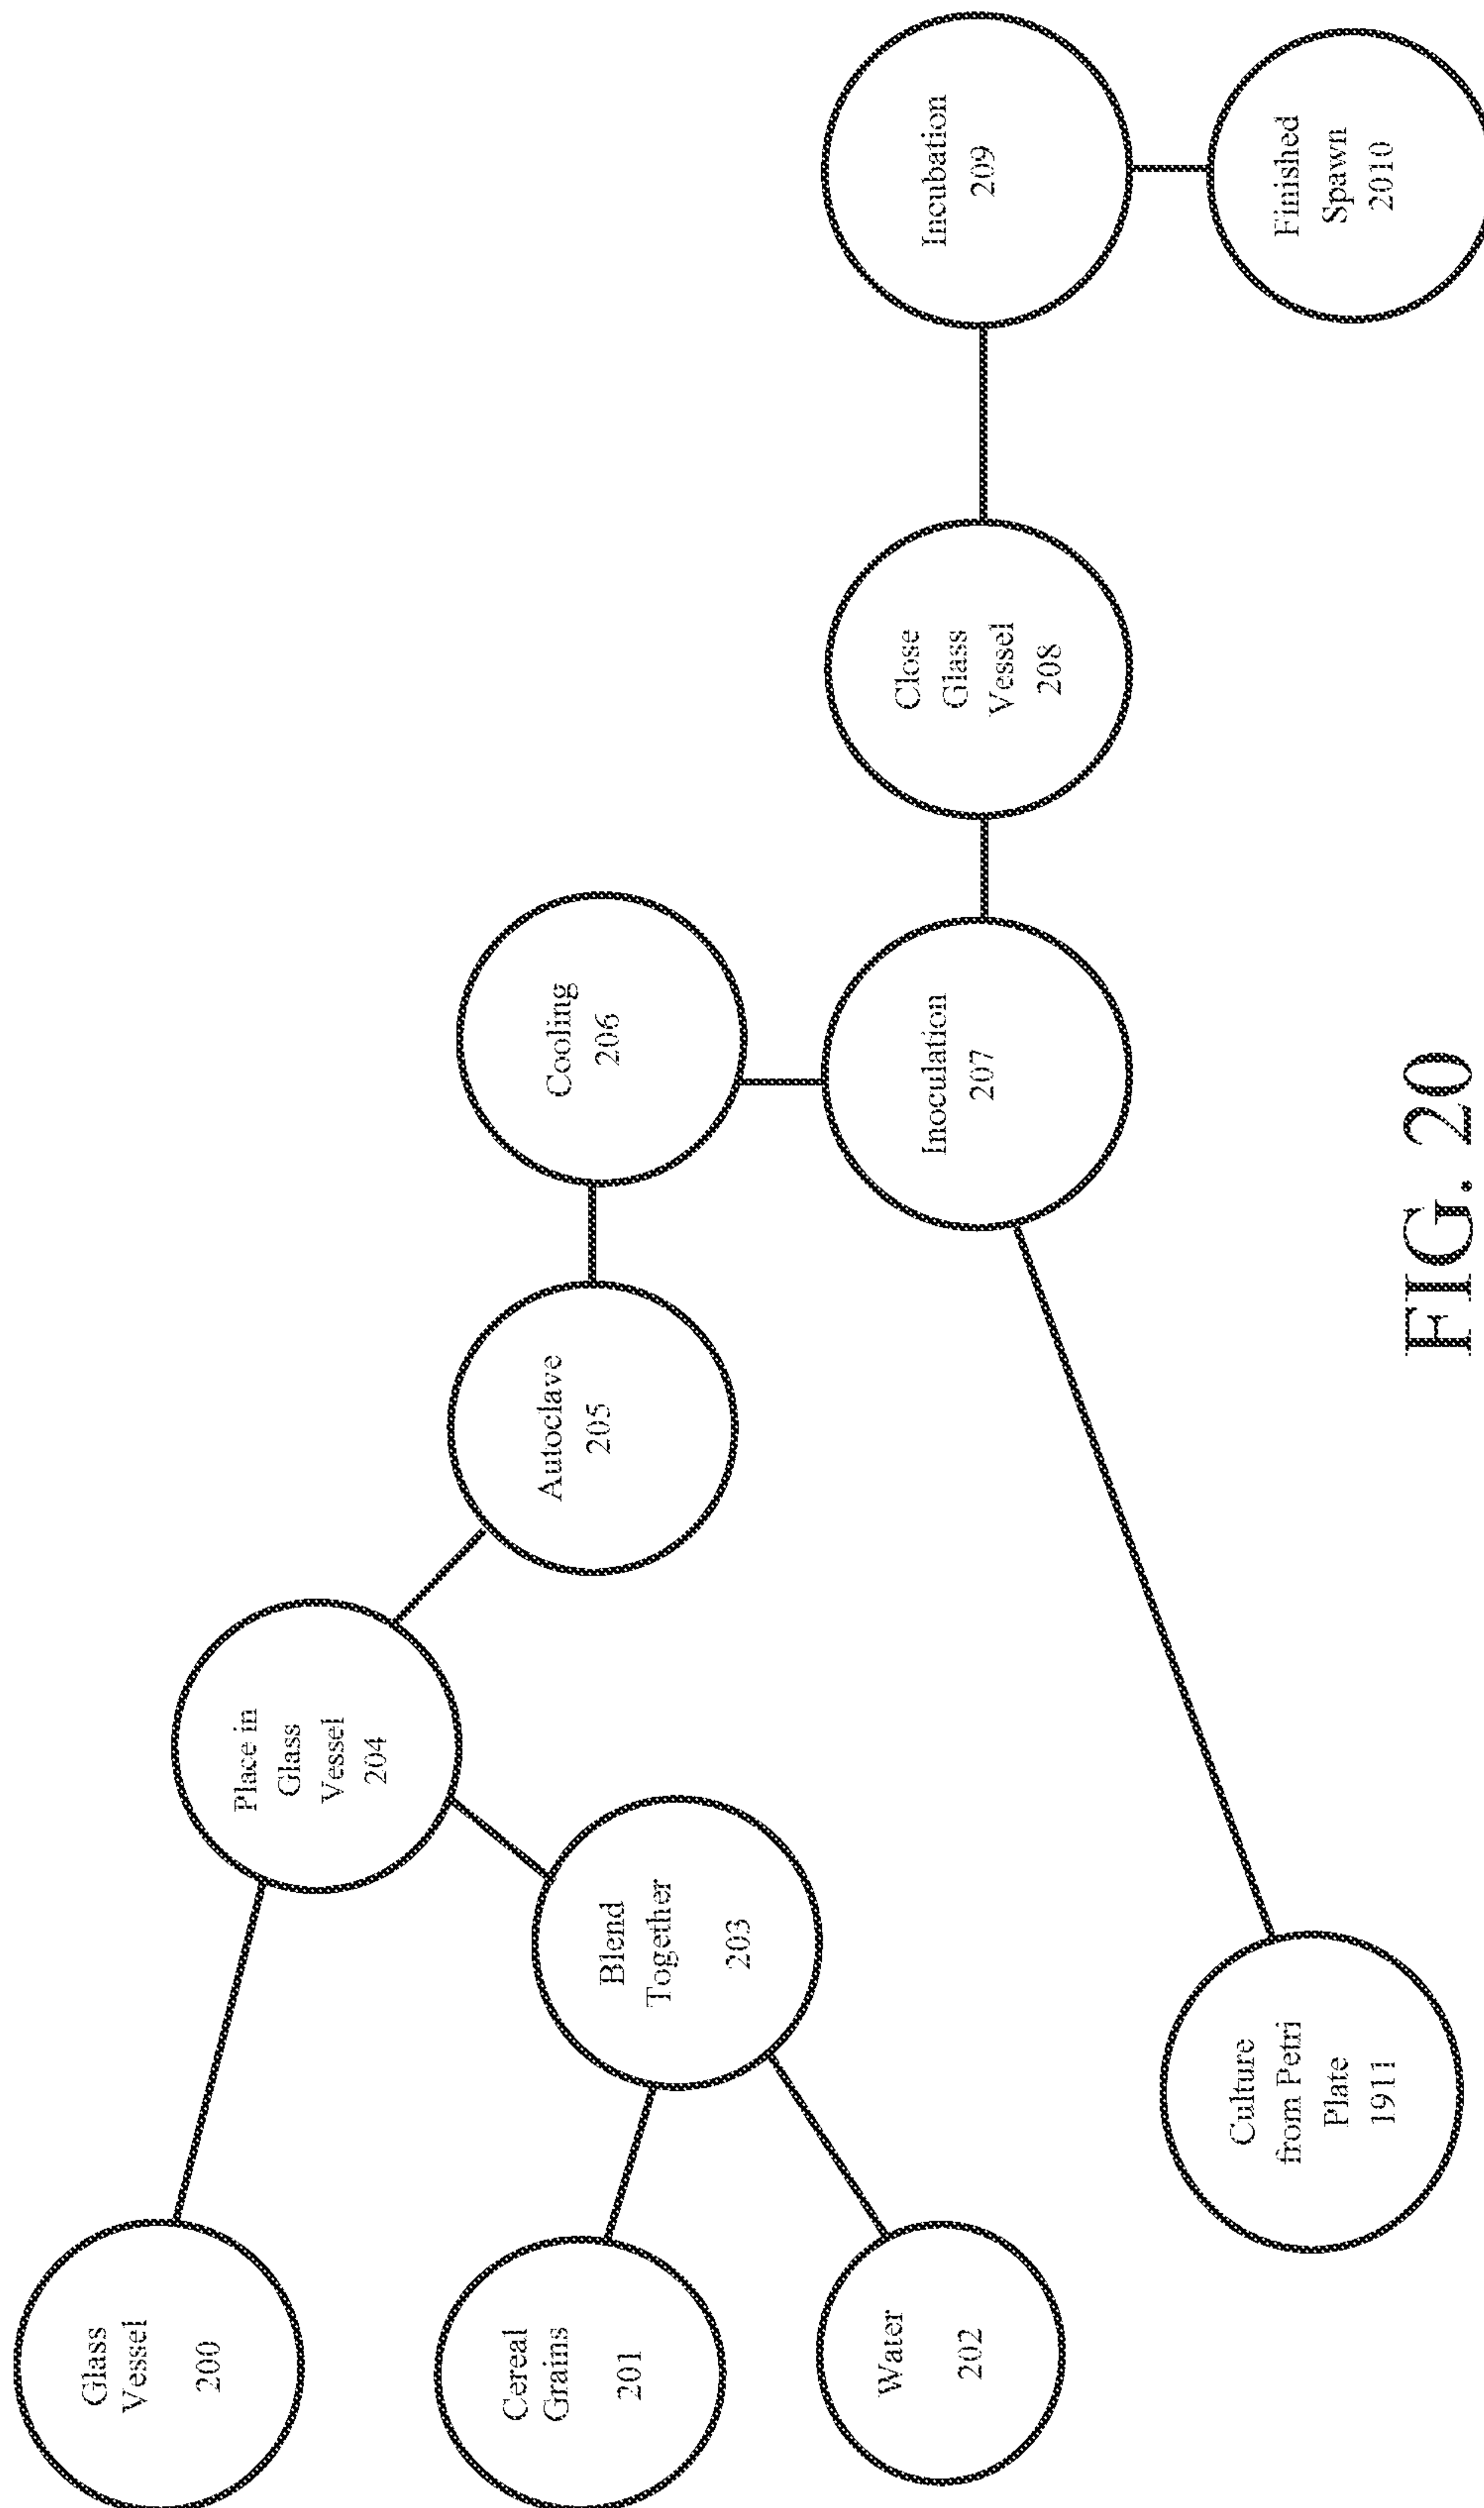 Glass
Vessel
200
Cereal
Grains
201
Water
202
Culture
from Petri
Plate
1911
Blend
Together
203
Place in
Glass
Vessel
204
Autoclave
205
Cooling
206
Inoculation
207
Close
Glass
Vessel
208
Incubation
209
Finished
Spawn
2010
FIG. 20